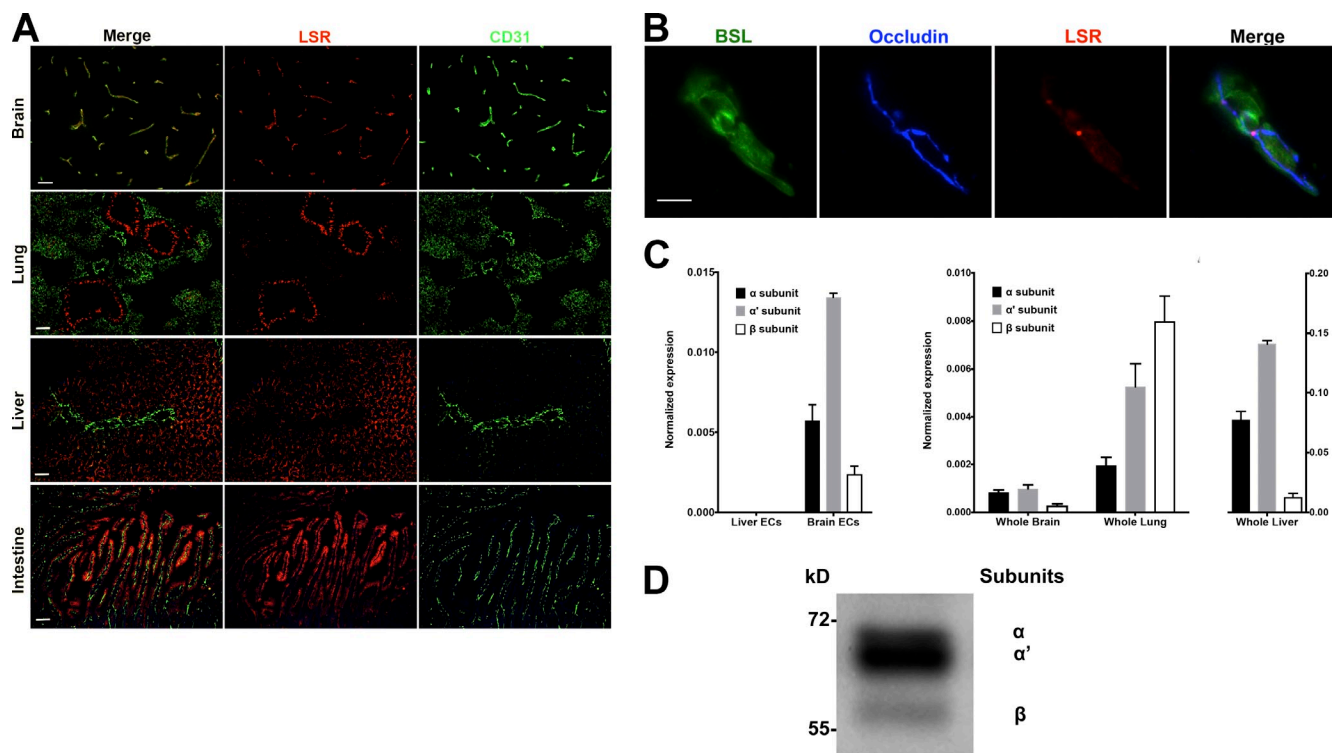 A
Merge LSR CD31
Brain
Lung
Liver
Intestine
B
BSL Occludin LSR Merge
C
Normalized expression
0.015
0.010
0.005
0.000
α subunit
α' subunit
β subunit
Liver ECs Brain ECs
Normalized expression
0.010
0.008
0.006
0.004
0.002
0.000
α subunit
α' subunit
β subunit
Whole Brain Whole Lung
0.20
0.15
0.10
0.05
0.00
Whole Liver
D
kD Subunits
72-
α
α'
β
55-